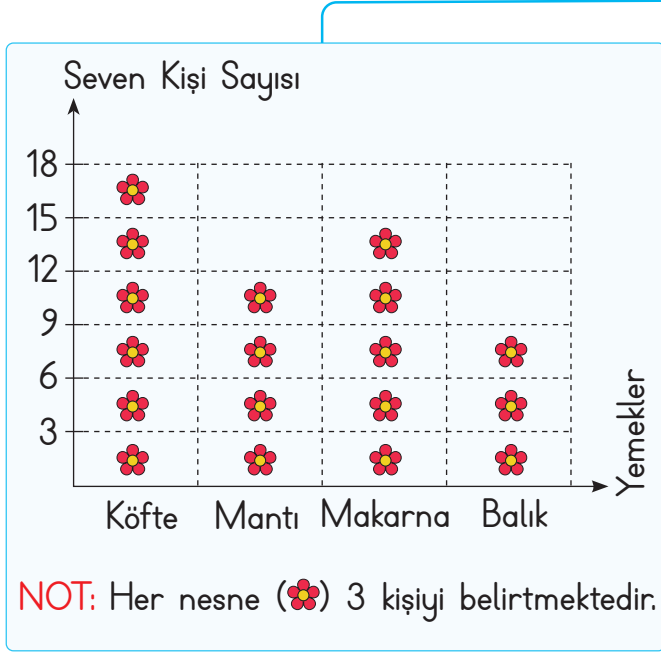 Seven Kişi Sayısı
18
15
12
9
6
3
Yemekler
Köfte Mantı Makarna Balık
NOT: Her nesne () 3 kişiyi belirtmektedir.